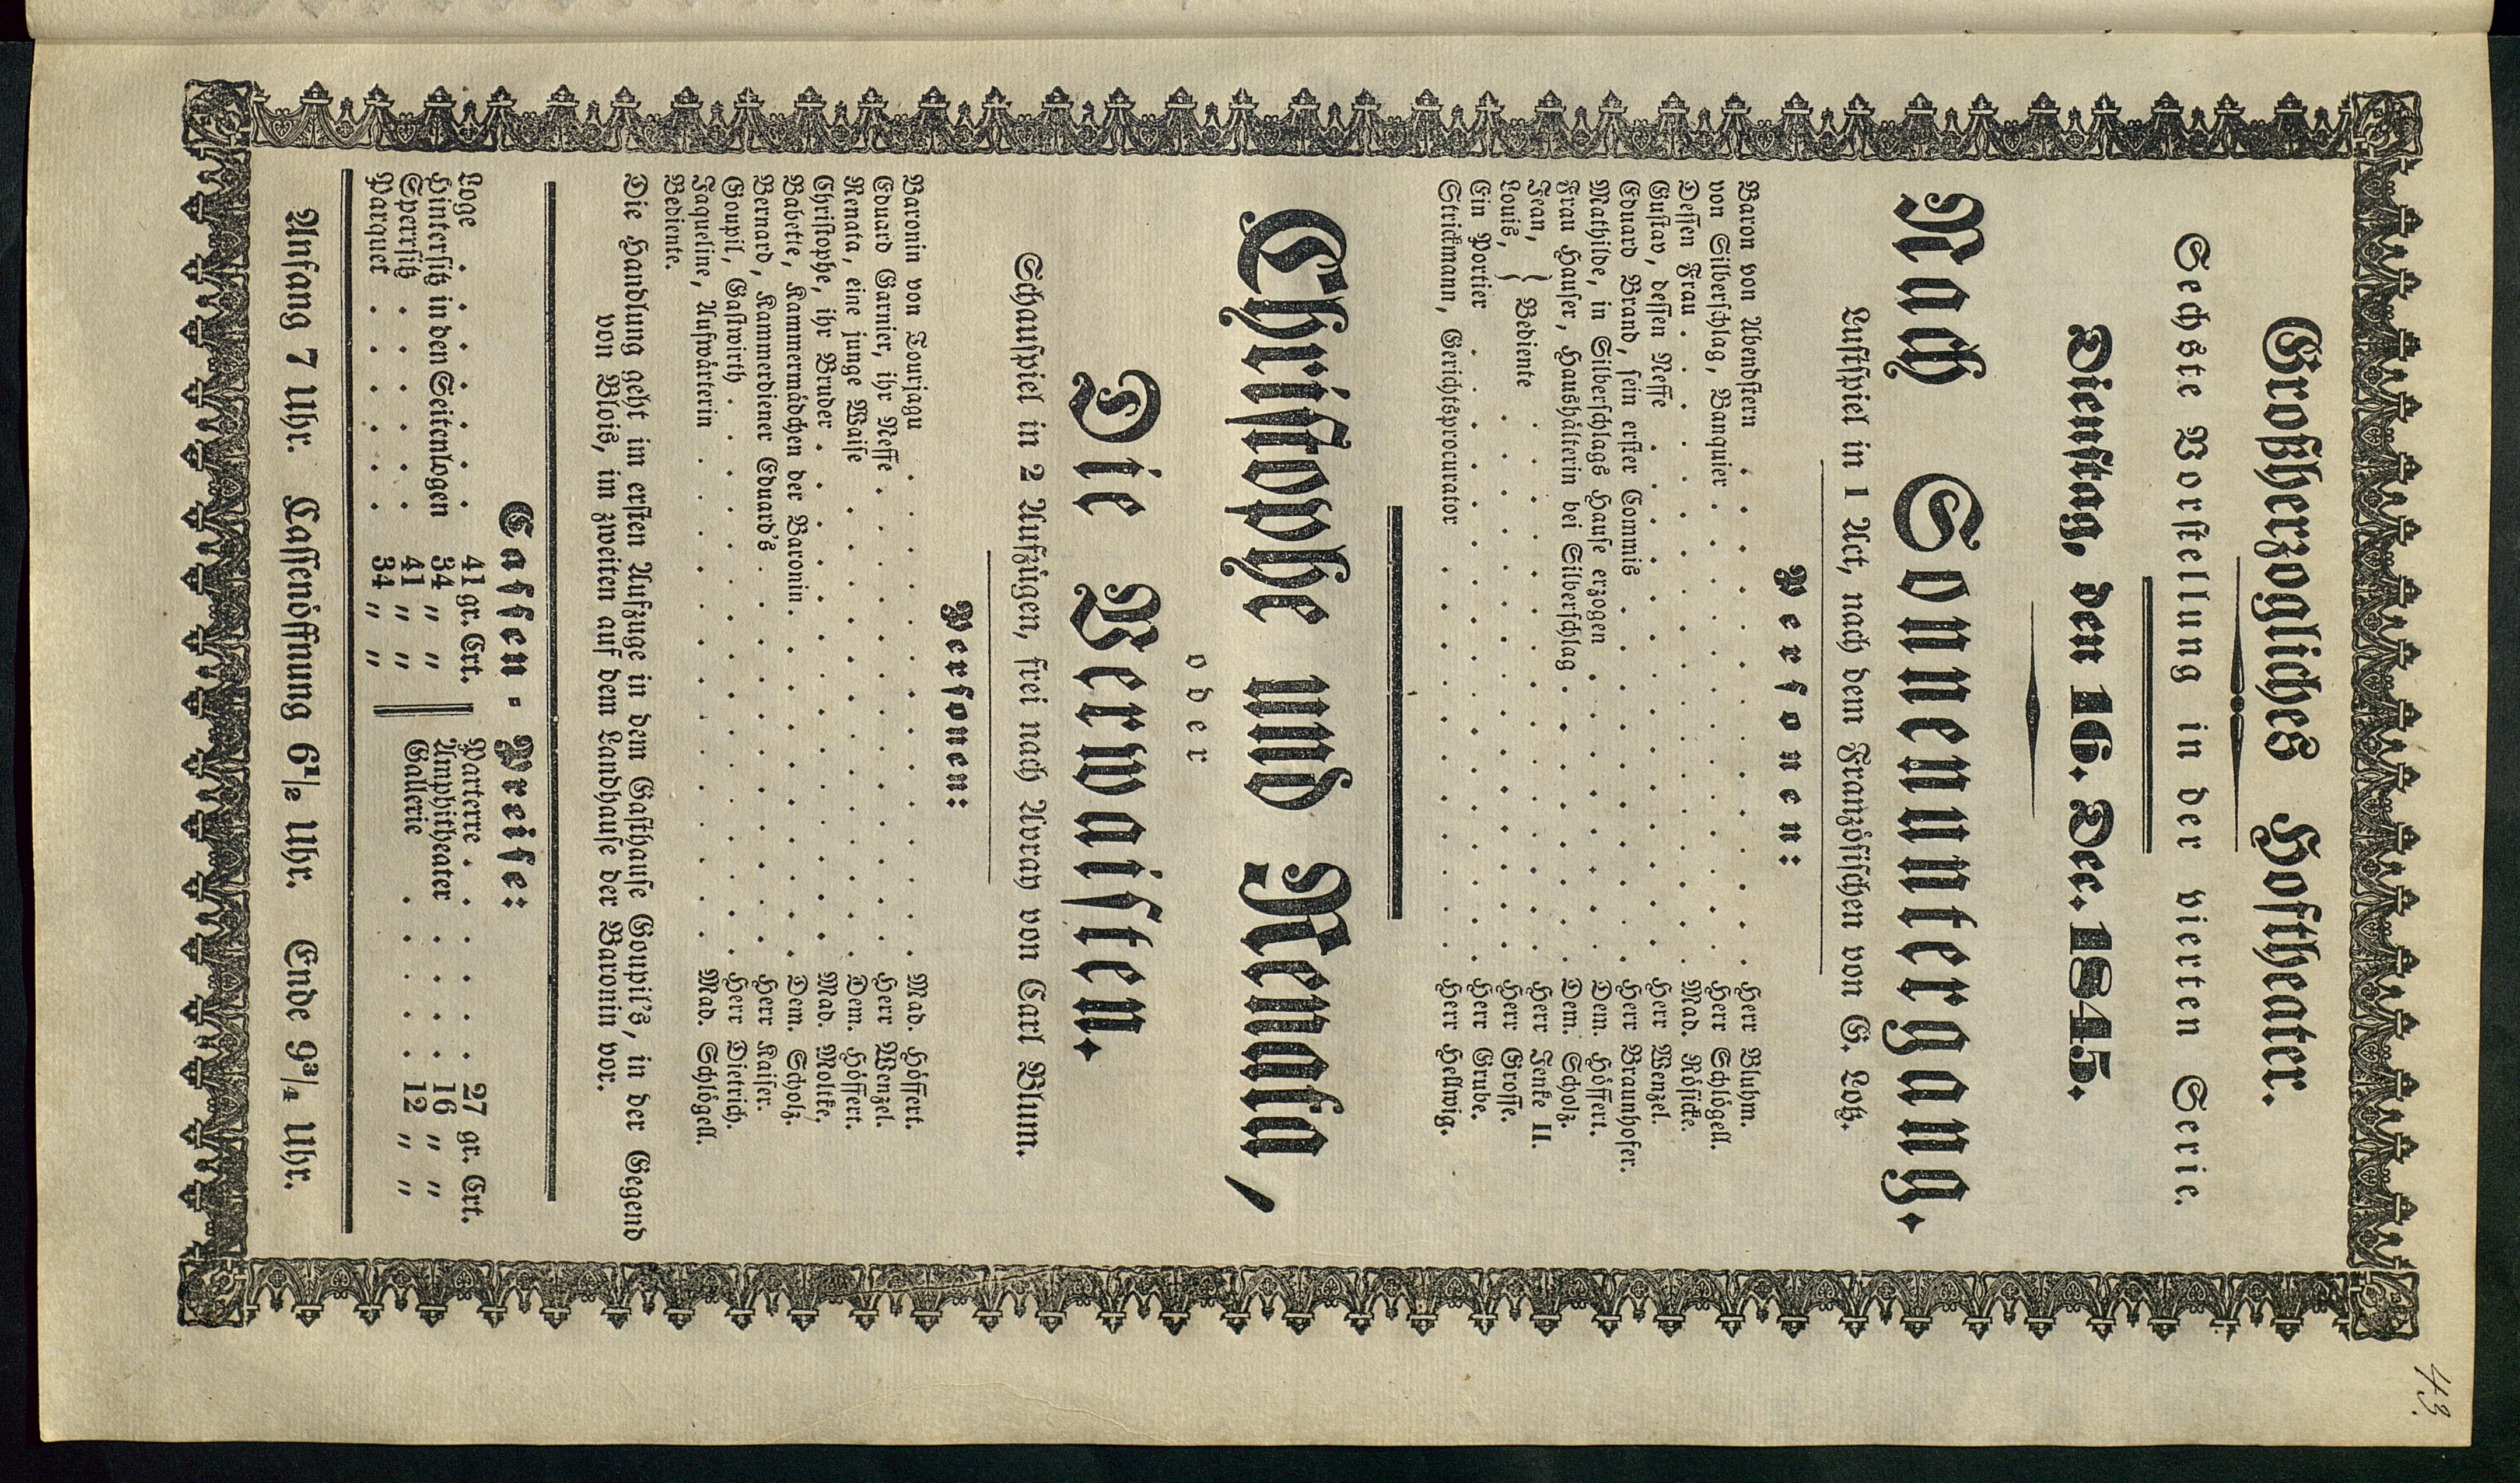 43.
Großherzogliches Hoftheater.
Sechste Vorstellung in der vierten Serie.
Dienstag, den 16. Dec. 1845.
Nach Sonnenuntergang.
Lustspiel in 1 Act, nach dem Französischen von G. Lotz.
Personen:
Baron von Abendstern . . . Herr Bluhm.
von Silberschlag, Banquier . . . Herr Schlögell.
Dessen Frau . . . Mad. Rösicke.
Gustav, dessen Neffe . . . Herr Wenzel.
Eduard Brand, sein erster Commis . . . Herr Braunhofer.
Mathilde, in Silberschlags Hause erzogen . . . Dem. Höffert.
Frau Hauser, Haushälterin bei Silberschlag . . . Dem. Scholz.
Jean, } Bediente . . . Herr Jenke II.
Louis, } . . . Herr Grosse.
Ein Portier . . . Herr Grube.
Strickmann, Gerichtsprocurator . . . Herr Hellwig.
Christophe und Renata,
oder
Die Verwaisten.
Schauspiel in 2 Aufzügen, frei nach Auvray von Carl Blum.
Personen:
Baronin von Tourjagu . . . Mad. Höffert.
Eduard Garnier, ihr Neffe . . . Herr Wenzel.
Renata, eine junge Waise . . . Dem. Höffert.
Christophe, ihr Bruder . . . Mad. Moltke,
Babette, Kammermädchen der Baronin . . . Dem. Scholz.
Bernard, Kammerdiener Eduard's . . . Herr Kaiser.
Goupil, Gastwirth . . . Herr Dietrich.
Jaqueline, Aufwärterin . . . Mad. Schlögell.
Bediente.
Die Handlung geht im ersten Aufzuge in dem Gasthause Goupil's, in der Gegend
von Blois, im zweiten auf dem Landhause der Baronin vor.
Cassen-Preise:
Loge . . . 41 gr. Crt.
Hintersitz in den Seitenlogen 34 " "
Sperrsitz . . . 41 " "
Parquet . . . 34 " "
Parterre . . . 27 gr. Crt.
Amphitheater . . . 16 " "
Gallerie . . . 12 " "
Anfang 7 Uhr. Cassenöffnung 6 1/2 Uhr. Ende 9 3/4 Uhr.